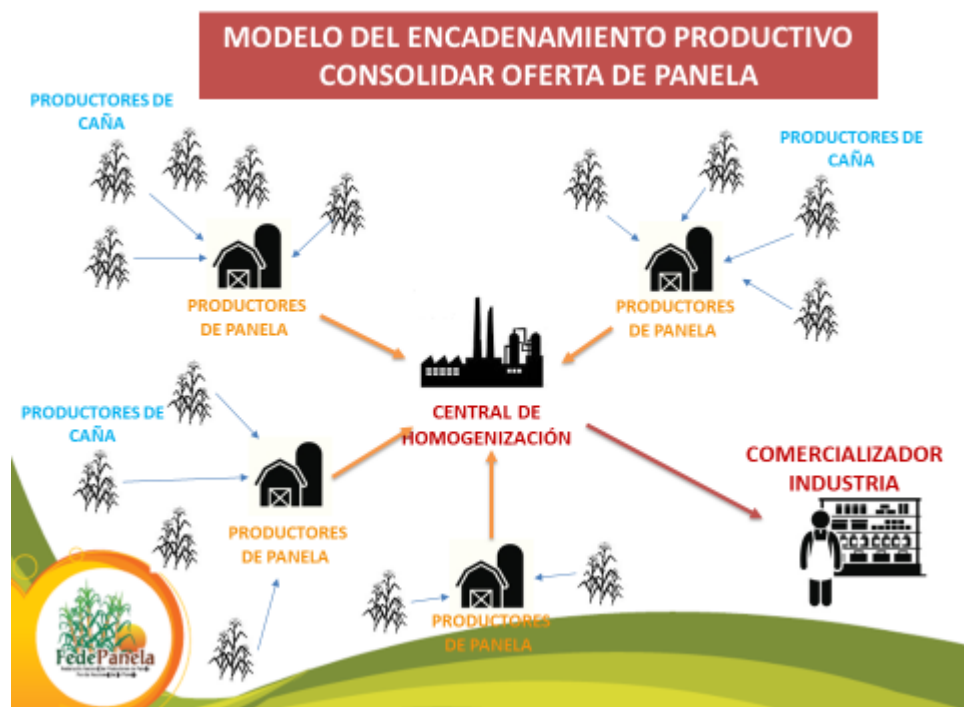 MODELO DEL ENCADENAMIENTO PRODUCTIVO
CONSOLIDAR OFERTA DE PANELA
PRODUCTORES DE
CAÑA
PRODUCTORES DE
CAÑA
PRODUCTORES
DE PANELA
PRODUCTORES
DE PANELA
CENTRAL DE
HOMOGENIZACIÓN
PRODUCTORES DE
CAÑA
COMERCIALIZADOR
INDUSTRIA
PRODUCTORES
DE PANELA
PRODUCTORES
DE PANELA
FedePanela